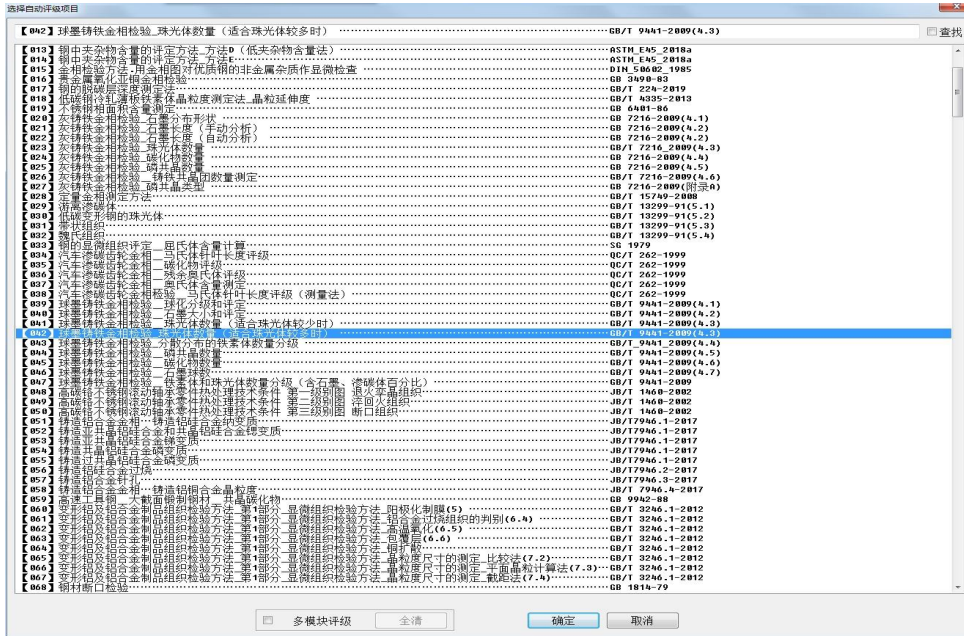 选择自动评级项目
【042】球墨铸铁金相检验_珠光体数量（适合珠光体较多时） GB/T 9441-2009(4.3) 查找
【013】钢中夹杂物含量的评定方法_方法D（低夹杂物含量法） ASTM_E45_2018a
【014】钢中夹杂物含量的评定方法_方法E ASTM_E45_2018a
【015】金相检验方法-用金相图对优质钢的非金属杂质作显微检查 DIN_50602_1985
【016】贵金属氧化亚铜金相检验 GB 3490-83
【017】钢的脱碳层深度测定法 GB/T 224-2019
【018】低碳钢冷轧薄板铁素体晶粒度测定法_晶粒延伸度 GB/T 4335-2013
【019】不锈钢相面积含量测定 GB 6401-86
【020】灰铸铁金相检验_石墨分布形状 GB 7216-2009(4.1)
【021】灰铸铁金相检验_石墨长度（手动分析） GB 7216-2009(4.2)
【022】灰铸铁金相检验_石墨长度（自动分析） GB 7216-2009(4.2)
【023】灰铸铁金相检验_珠光体数量 GB/T 7216_2009(4.3)
【024】灰铸铁金相检验_碳化物数量 GB 7216-2009(4.4)
【025】灰铸铁金相检验_磷共晶数量 GB 7216-2009(4.5)
【026】灰铸铁金相检验__铸铁共晶团数量测定 GB/T 7216-2009(4.6)
【027】灰铸铁金相检验_磷共晶类型 GB 7216-2009(附录A)
【028】定量金相测定方法 GB/T 15749-2008
【029】游离渗碳体 GB/T 13299-91(5.1)
【030】低碳变形钢的珠光体 GB/T 13299-91(5.2)
【031】带状组织 GB/T 13299-91(5.3)
【032】魏氏组织 GB/T 13299-91(5.4)
【033】钢的显微组织评定__屈氏体含量计算 SG 1979
【034】汽车渗碳齿轮金相__马氏体针叶长度评级 QC/T 262-1999
【035】汽车渗碳齿轮金相__碳化物评级 QC/T 262-1999
【036】汽车渗碳齿轮金相__残余奥氏体评级 QC/T 262-1999
【037】汽车渗碳齿轮金相__奥氏体含量测定 QC/T 262-1999
【038】汽车渗碳齿轮金相检验__马氏体针叶长度评级（测量法） QC/T 262-1999
【039】球墨铸铁金相检验__球化分级和评定 GB/T 9441-2009(4.1)
【040】球墨铸铁金相检验__石墨大小和评定 GB/T 9441-2009(4.2)
【041】球墨铸铁金相检验__珠光体数量（适合珠光体较少时） GB/T 9441-2009(4.3)
【042】球墨铸铁金相检验_珠光体数量（适合珠光体较多时） GB/T 9441-2009(4.3)
【043】球墨铸铁金相检验_分散分布的铁素体数量分级 GB/T_9441_2009(4.4)
【044】球墨铸铁金相检验__磷共晶数量 GB/T 9441-2009(4.5)
【045】球墨铸铁金相检验__碳化物数量 GB/T 9441-2009(4.6)
【046】球墨铸铁金相检验__石墨球数 GB/T 9441-2009(4.7)
【047】球墨铸铁金相检验__铁素体和珠光体数量分级（含石墨、渗碳体百分比） GB/T 9441-2009
【048】高碳铬不锈钢滚动轴承零件热处理技术条件 第一级别图 退火孪晶组织 JB/T 1460-2002
【049】高碳铬不锈钢滚动轴承零件热处理技术条件 第二级别图 淬回火组织 JB/T 1460-2002
【050】高碳铬不锈钢滚动轴承零件热处理技术条件 第三级别图 断口组织 JB/T 1460-2002
【051】铸造铝合金金相--铸造铝硅合金钠变质 JB/T7946.1-2017
【052】铸造亚共晶铝硅合金和共晶铝硅合金锶变质 JB/T7946.1-2017
【053】铸造亚共晶铝硅合金锑变质 JB/T7946.1-2017
【054】铸造共晶铝硅合金磷变质 JB/T7946.1-2017
【055】铸造过共晶铝硅合金磷变质 JB/T7946.1-2017
【056】铸造铝硅合金过烧 JB/T7946.2-2017
【057】铸造铝合金针孔 JB/T7946.3-2017
【058】铸造铝合金金相--铸造铝铜合金晶粒度 JB/T 7946.4-2017
【059】高速工具钢__大截面锻制钢材__共晶碳化物 GB 9942-88
【060】变形铝及铝合金制品组织检验方法_第1部分_显微组织检验方法_阳极化制膜(5) GB/T 3246.1-2012
【061】变形铝及铝合金制品组织检验方法_第1部分_显微组织检验方法_铝合金过烧组织的判别(6.4) GB/T 3246.1-2012
【062】变形铝及铝合金制品组织检验方法_第1部分_显微组织检验方法_高温氧化(6.5) GB/T 3246.1-2012
【063】变形铝及铝合金制品组织检验方法_第1部分_显微组织检验方法_包覆层(6.6) GB/T 3246.1-2012
【064】变形铝及铝合金制品组织检验方法_第1部分_显微组织检验方法_铜扩散 GB/T 3246.1-2012
【065】变形铝及铝合金制品组织检验方法_第1部分_显微组织检验方法_晶粒度尺寸的测定_比较法(7.2) GB/T 3246.1-2012
【066】变形铝及铝合金制品组织检验方法_第1部分_显微组织检验方法_晶粒度尺寸的测定_平面晶粒计算法(7.3) GB/T 3246.1-2012
【067】变形铝及铝合金制品组织检验方法_第1部分_显微组织检验方法_晶粒度尺寸的测定_截距法(7.4) GB/T 3246.1-2012
【068】钢材断口检验 GB 1814-79
多模块评级 全清 确定 取消